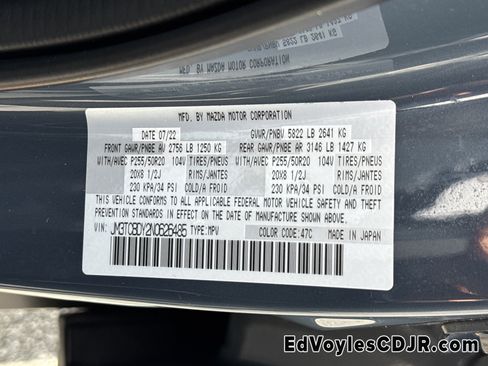 MFD. BY MAZDA MOTOR CORPORATION
DATE 07/22 GVWR/PNBV 5822 LB 2641 KG
FRONT GAWR/PNBE AV 2756 LB 1250 KG REAR GAWR/PNBE AR 3146 LB 1427 KG
WITH/AVEC P255/50R20 104V TIRES/PNEUS WITH/AVEC P255/50R20 104V TIRES/PNEUS
20X8 1/2J RIMS/JANTES 20X8 1/2J RIMS/JANTES
230 KPA/34 PSI COLD/A FROID 230 KPA/34 PSI COLD/A FROID
THIS VEHICLE CONFORMS TO ALL APPLICABLE FEDERAL MOTOR VEHICLE SAFETY AND
THEFT PREVENTION STANDARDS IN EFFECT ON THE DATE OF MANUFACTURE SHOWN ABOVE.
VIN: JM3TCBDY2N0626485 TYPE:MPV COLOR CODE:47C MADE IN JAPAN
EdVoylesCDJR.com